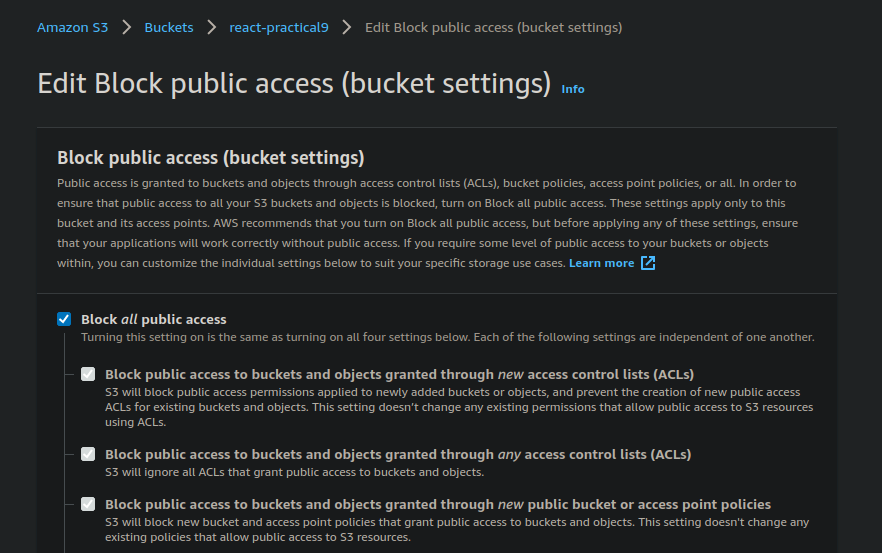 Amazon S3 > Buckets > react-practical9 > Edit Block public access (bucket settings)
Edit Block public access (bucket settings) Info
Block public access (bucket settings)
Public access is granted to buckets and objects through access control lists (ACLs), bucket policies, access point policies, or all. In order to
ensure that public access to all your S3 buckets and objects is blocked, turn on Block all public access. These settings apply only to this
bucket and its access points. AWS recommends that you turn on Block all public access, but before applying any of these settings, ensure
that your applications will work correctly without public access. If you require some level of public access to your buckets or objects
within, you can customize the individual settings below to suit your specific storage use cases. Learn more
Block all public access
Turning this setting on is the same as turning on all four settings below. Each of the following settings are independent of one another.
Block public access to buckets and objects granted through new access control lists (ACLs)
S3 will block public access permissions applied to newly added buckets or objects, and prevent the creation of new public access
ACLs for existing buckets and objects. This setting doesn't change any existing permissions that allow public access to S3 resources
using ACLs.
Block public access to buckets and objects granted through any access control lists (ACLs)
S3 will ignore all ACLs that grant public access to buckets and objects.
Block public access to buckets and objects granted through new public bucket or access point policies
S3 will block new bucket and access point policies that grant public access to buckets and objects. This setting doesn't change any
existing policies that allow public access to S3 resources.